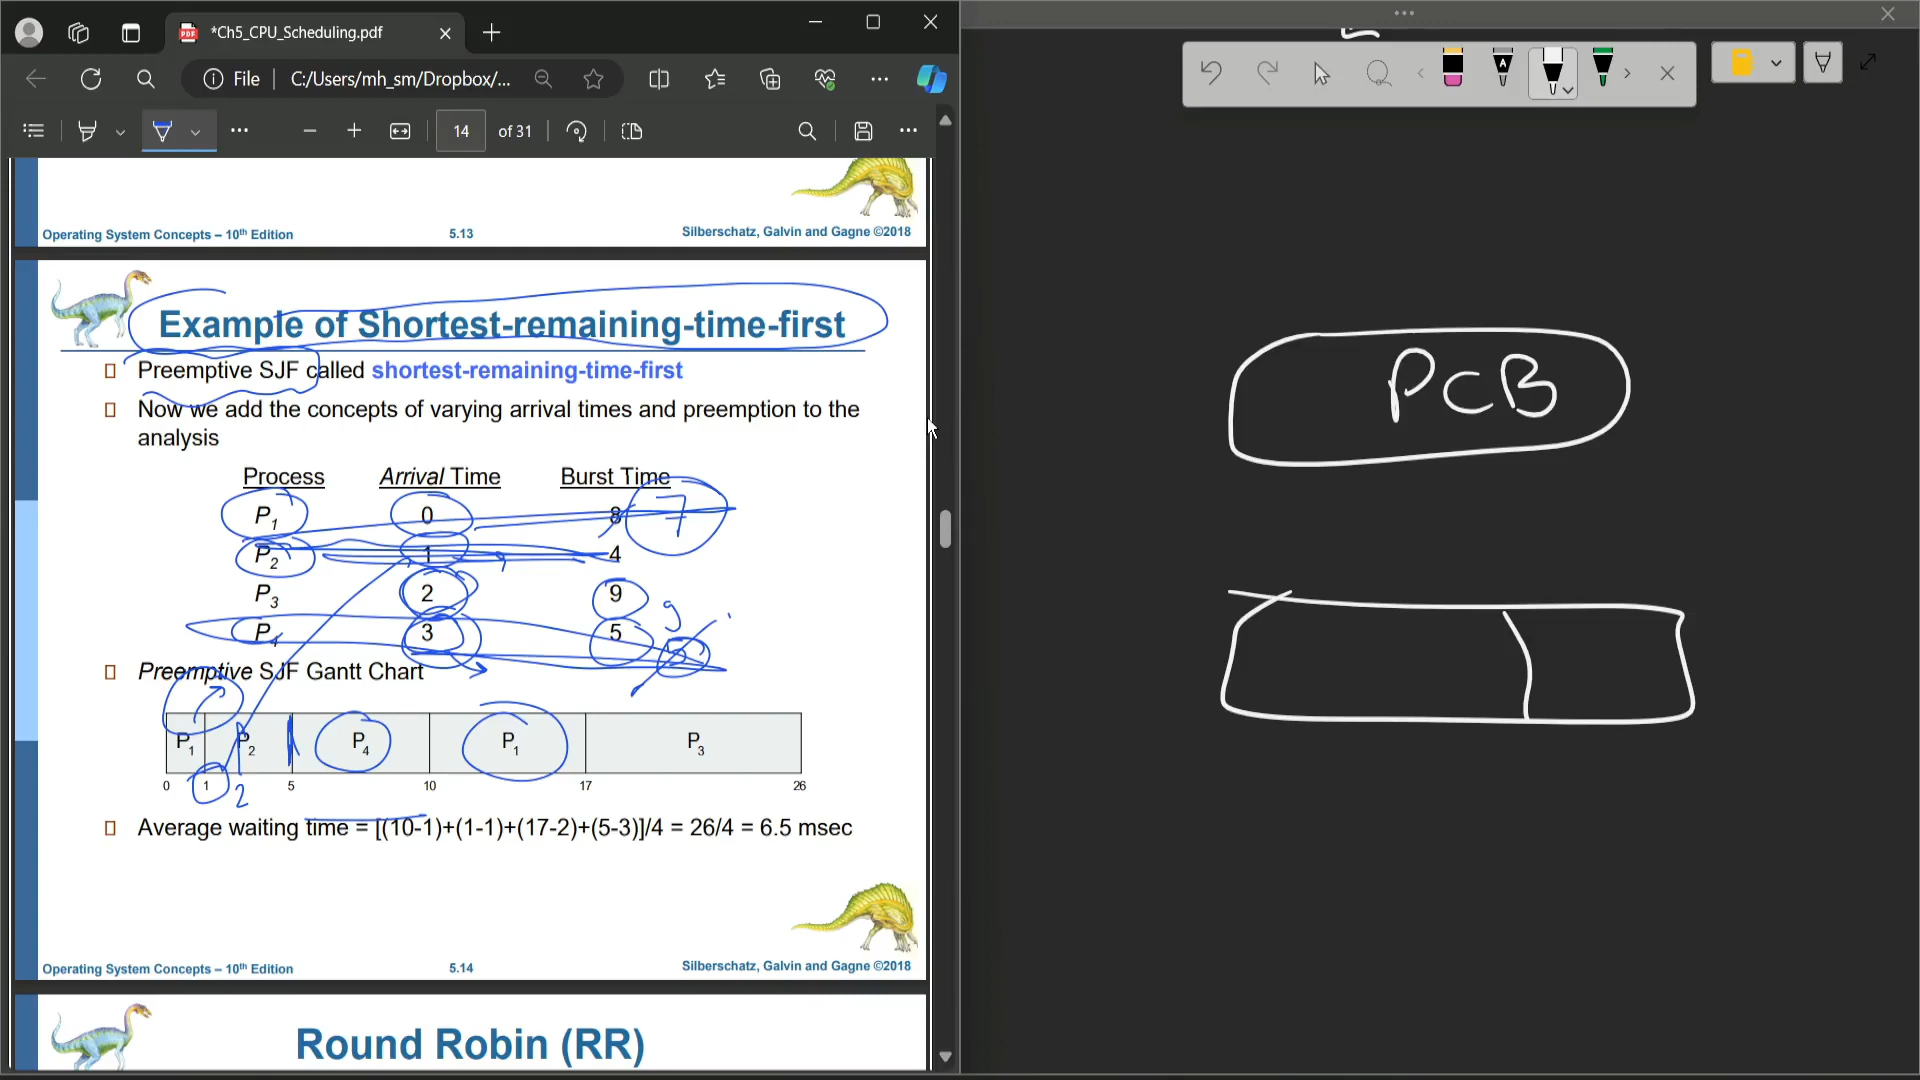 *Ch5_CPU_Scheduling.pdf
File C:/Users/mh_sm/Dropbox/...
14 of 31
Operating System Concepts – 10th Edition 5.13 Silberschatz, Galvin and Gagne ©2018
Example of Shortest-remaining-time-first
Preemptive SJF called shortest-remaining-time-first
Now we add the concepts of varying arrival times and preemption to the
analysis
Process Arrival Time Burst Time
P1 0 8 7
P2 1 4
P3 2 9 9
P4 3 5 5
Preemptive SJF Gantt Chart
P1 P2 P4 P1 P3
0 1 5 10 17 26
2
Average waiting time = [(10-1)+(1-1)+(17-2)+(5-3)]/4 = 26/4 = 6.5 msec
Operating System Concepts – 10th Edition 5.14 Silberschatz, Galvin and Gagne ©2018
Round Robin (RR)
PCB